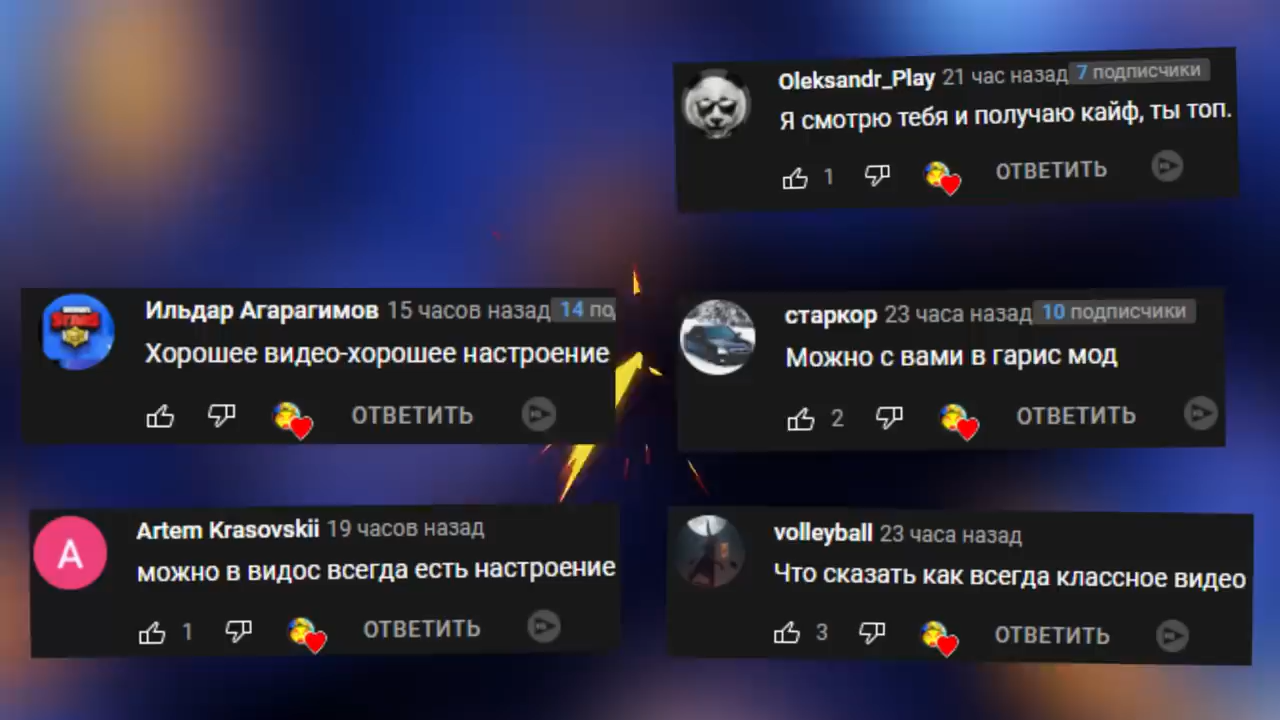 Oleksandr_Play 21 час назад 7 подписчики
Я смотрю тебя и получаю кайф, ты топ.
1 ОТВЕТИТЬ
Ильдар Агарагимов 15 часов назад 14 по
Хорошее видео-хорошее настроение
ОТВЕТИТЬ
старкор 23 часа назад 10 подписчики
Можно с вами в гарис мод
2 ОТВЕТИТЬ
Artem Krasovskii 19 часов назад
А
можно в видос всегда есть настроение
1 ОТВЕТИТЬ
volleyball 23 часа назад
Что сказать как всегда классное видео
3 ОТВЕТИТЬ